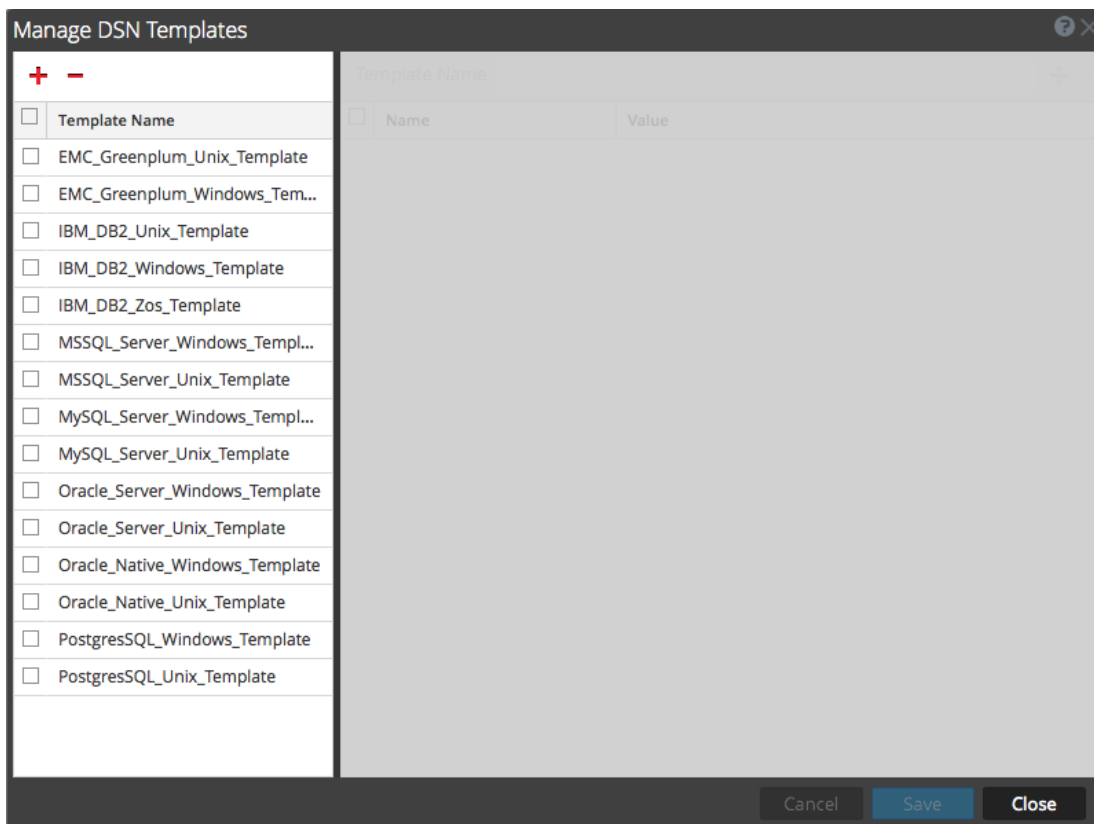 Manage DSN Templates
Template Name
Template Name
Name Value
EMC_Greenplum_Unix_Template
EMC_Greenplum_Windows_Tem...
IBM_DB2_Unix_Template
IBM_DB2_Windows_Template
IBM_DB2_Zos_Template
MSSQL_Server_Windows_Templ...
MSSQL_Server_Unix_Template
MySQL_Server_Windows_Templ...
MySQL_Server_Unix_Template
Oracle_Server_Windows_Template
Oracle_Server_Unix_Template
Oracle_Native_Windows_Template
Oracle_Native_Unix_Template
PostgresSQL_Windows_Template
PostgresSQL_Unix_Template
Cancel Save Close